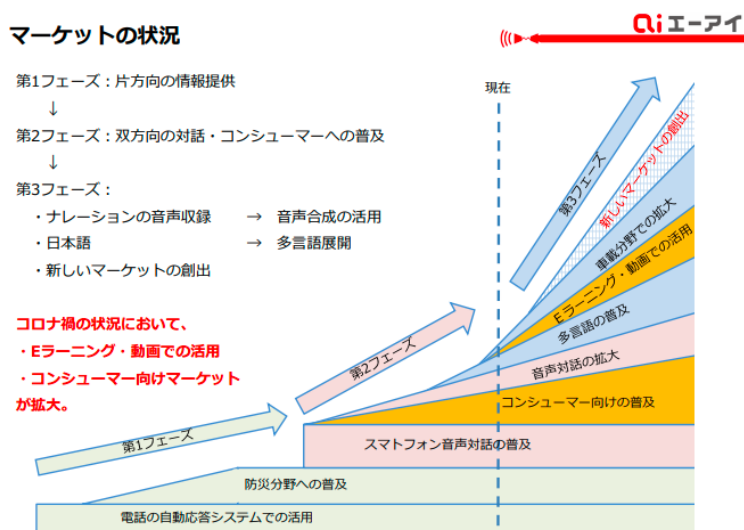 マーケットの状況
aiエーアイ
第1フェーズ：片方向の情報提供
↓
第2フェーズ：双方向の対話・コンシューマーへの普及
↓
第3フェーズ：
・ナレーションの音声収録 → 音声合成の活用
・日本語 → 多言語展開
・新しいマーケットの創出
コロナ禍の状況において、
・Eラーニング・動画での活用
・コンシューマー向けマーケット
が拡大。
現在
第1フェーズ
第2フェーズ
第3フェーズ
新しいマーケットの創出
車載分野での拡大
Eラーニング・動画での活用
多言語の普及
音声対話の拡大
コンシューマー向けの普及
スマトフォン音声対話の普及
防災分野への普及
電話の自動応答システムでの活用